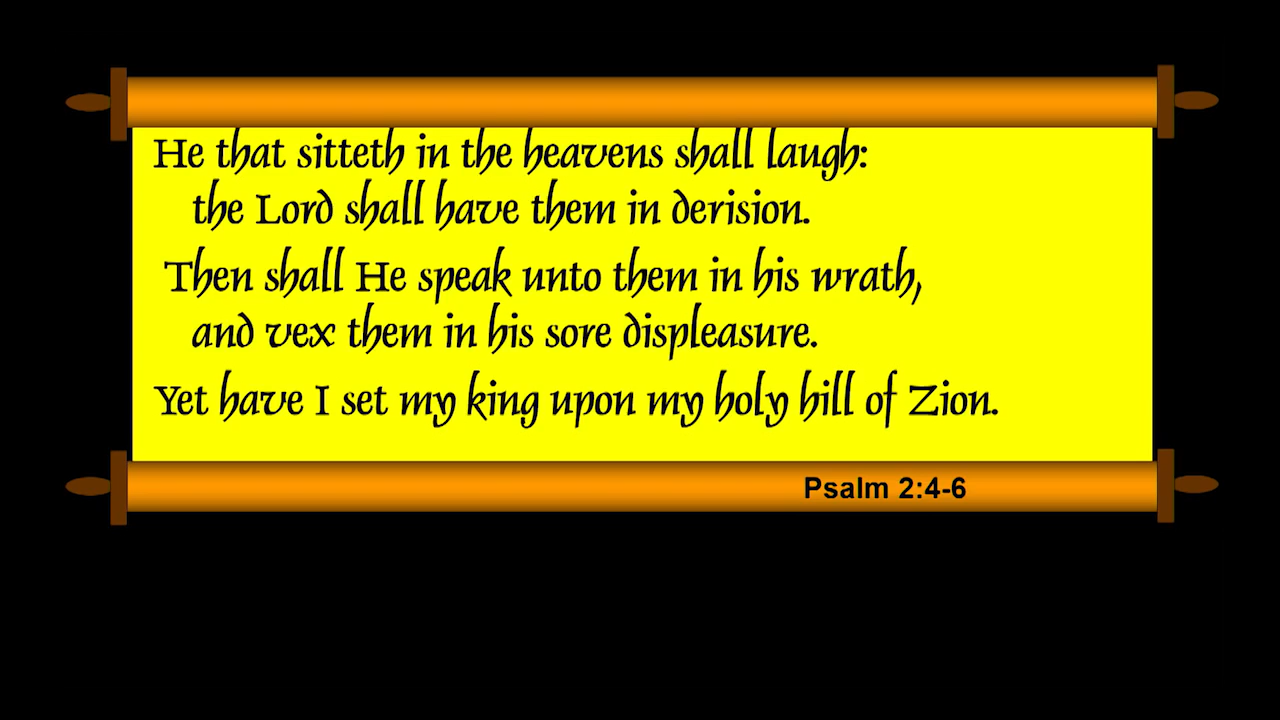 He that sitteth in the heavens shall laugh:
the Lord shall have them in derision.
Then shall He speak unto them in his wrath,
and vex them in his sore displeasure.
Yet have I set my king upon my holy hill of Zion.
Psalm 2:4-6